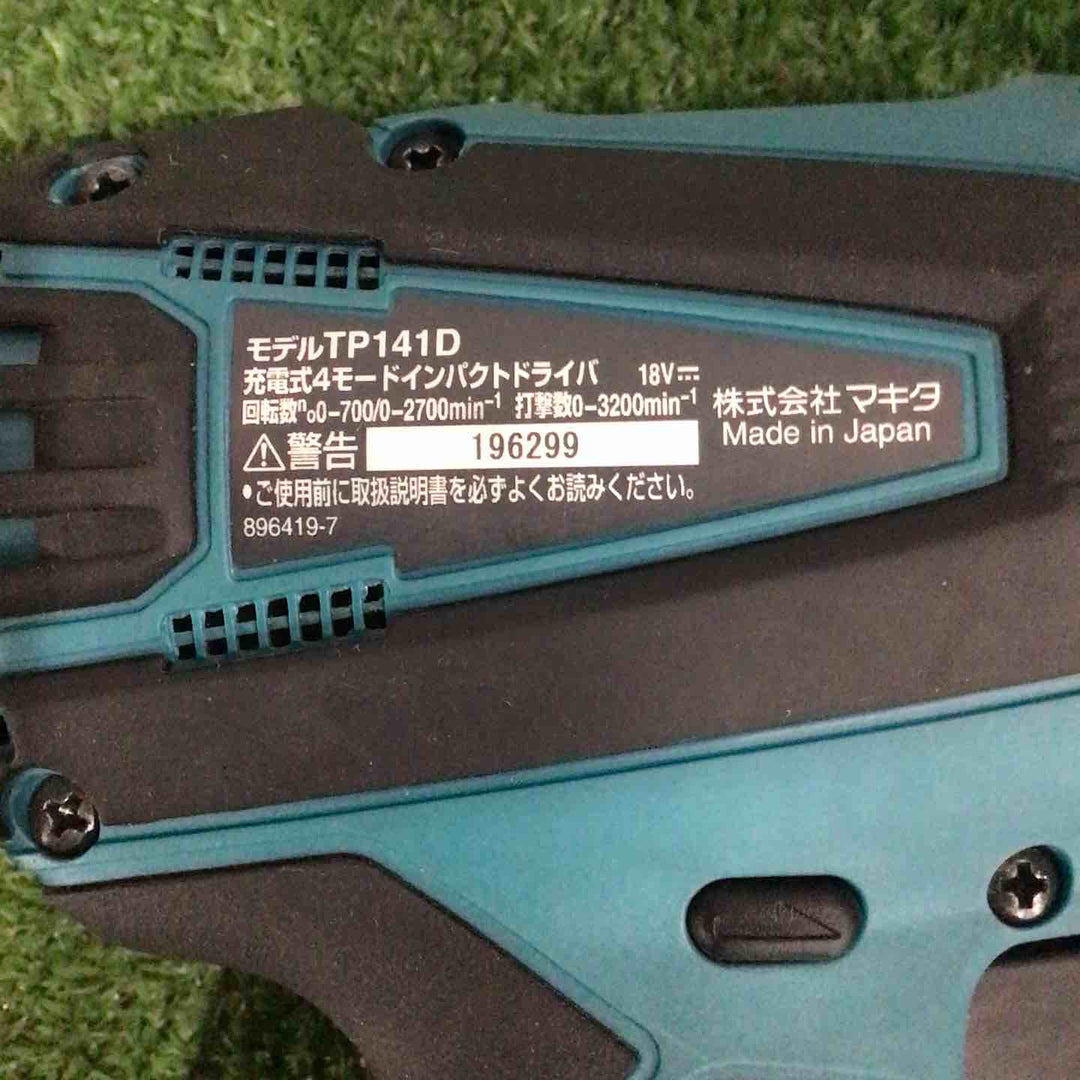 モデルTP141D
充電式4モードインパクトドライバ 18V⎓
回転数n₀0-700/0-2700min⁻¹ 打撃数0-3200min⁻¹
⚠警告 196299
•ご使用前に取扱説明書を必ずよくお読みください。
896419-7
株式会社マキタ
Made in Japan